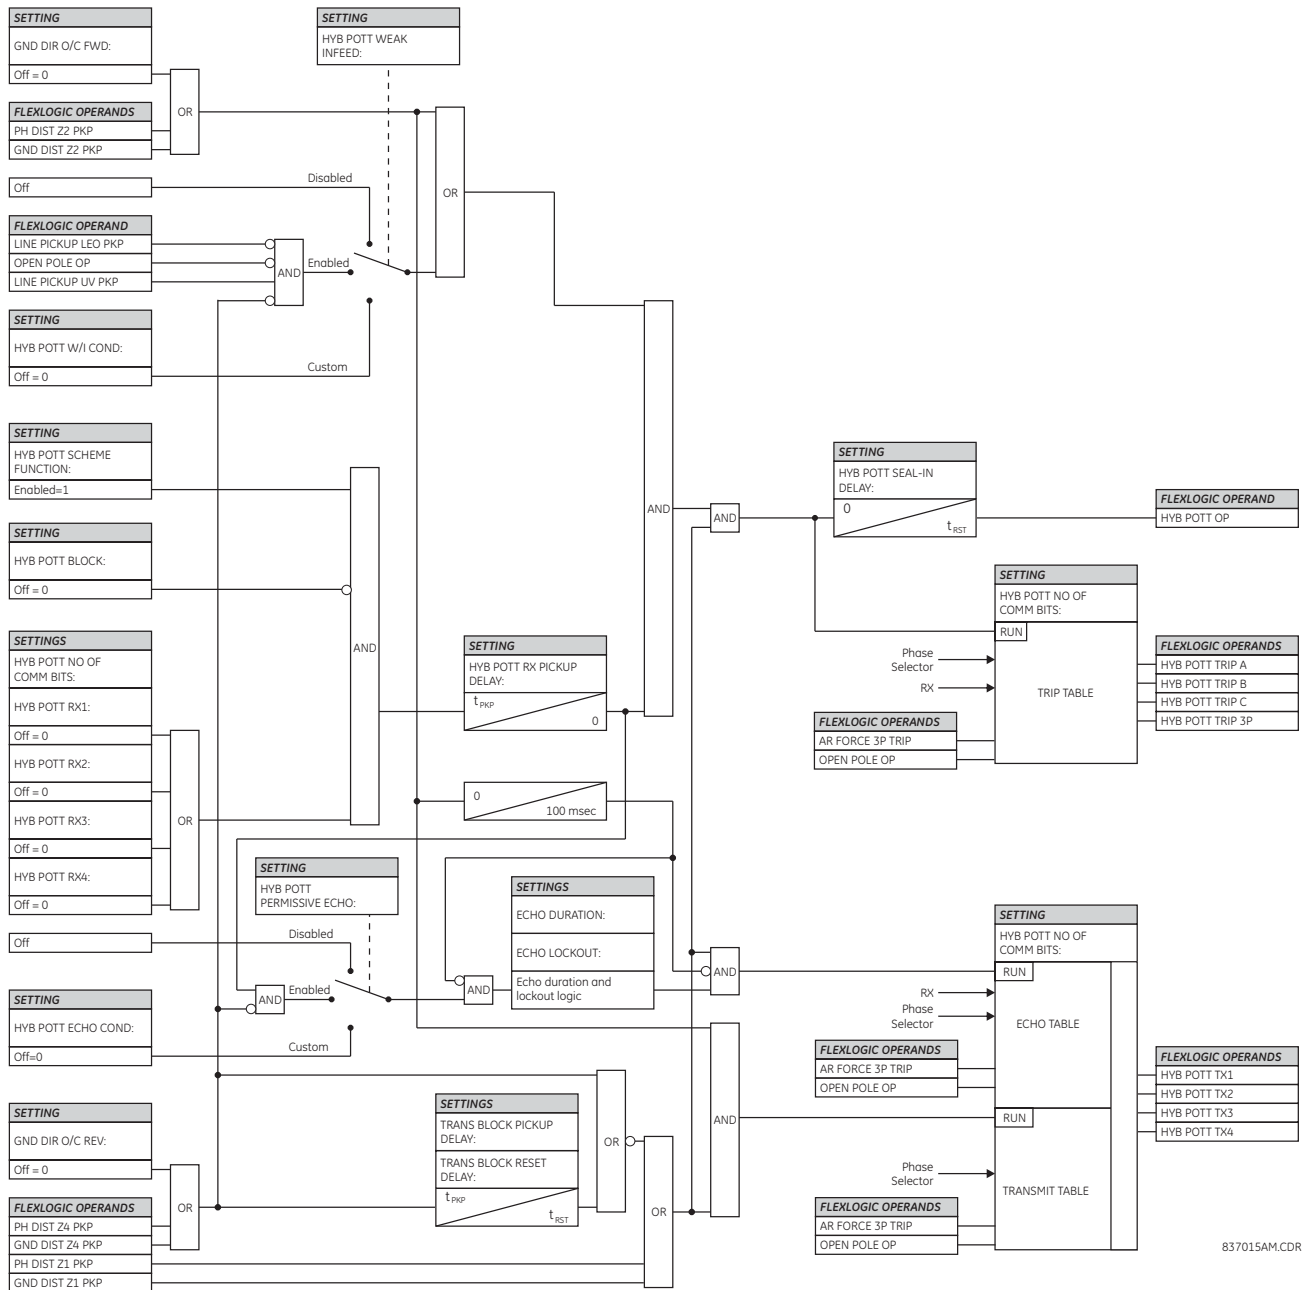 SETTING
GND DIR O/C FWD:
Off = 0
FLEXLOGIC OPERANDS
PH DIST Z2 PKP
GND DIST Z2 PKP
OR
SETTING
HYB POTT WEAK
INFEED:
Off
Disabled
FLEXLOGIC OPERAND
LINE PICKUP LEO PKP
OPEN POLE OP
LINE PICKUP UV PKP
AND
Enabled
OR
SETTING
HYB POTT W/I COND:
Off = 0
Custom
SETTING
HYB POTT SCHEME
FUNCTION:
Enabled=1
SETTING
HYB POTT BLOCK:
Off = 0
SETTINGS
HYB POTT NO OF
COMM BITS:
HYB POTT RX1:
Off = 0
HYB POTT RX2:
Off = 0
HYB POTT RX3:
Off = 0
HYB POTT RX4:
Off = 0
OR
AND
SETTING
HYB POTT RX PICKUP
DELAY:
tPKP
0
0
100 msec
AND
AND
SETTING
HYB POTT SEAL-IN
DELAY:
0
tRST
FLEXLOGIC OPERAND
HYB POTT OP
SETTING
HYB POTT NO OF
COMM BITS:
RUN
Phase
Selector
RX
TRIP TABLE
FLEXLOGIC OPERANDS
AR FORCE 3P TRIP
OPEN POLE OP
FLEXLOGIC OPERANDS
HYB POTT TRIP A
HYB POTT TRIP B
HYB POTT TRIP C
HYB POTT TRIP 3P
Off
Disabled
SETTING
HYB POTT
PERMISSIVE ECHO:
SETTING
HYB POTT ECHO COND:
Off=0
AND
Enabled
Custom
AND
SETTINGS
ECHO DURATION:
ECHO LOCKOUT:
Echo duration and
lockout logic
AND
SETTING
HYB POTT NO OF
COMM BITS:
RUN
RX
Phase
Selector
ECHO TABLE
FLEXLOGIC OPERANDS
AR FORCE 3P TRIP
OPEN POLE OP
RUN
Phase
Selector
TRANSMIT TABLE
FLEXLOGIC OPERANDS
AR FORCE 3P TRIP
OPEN POLE OP
FLEXLOGIC OPERANDS
HYB POTT TX1
HYB POTT TX2
HYB POTT TX3
HYB POTT TX4
SETTING
GND DIR O/C REV:
Off = 0
FLEXLOGIC OPERANDS
PH DIST Z4 PKP
GND DIST Z4 PKP
PH DIST Z1 PKP
GND DIST Z1 PKP
OR
SETTINGS
TRANS BLOCK PICKUP
DELAY:
TRANS BLOCK RESET
DELAY:
tPKP
tRST
OR
OR
AND
837015AM.CDR